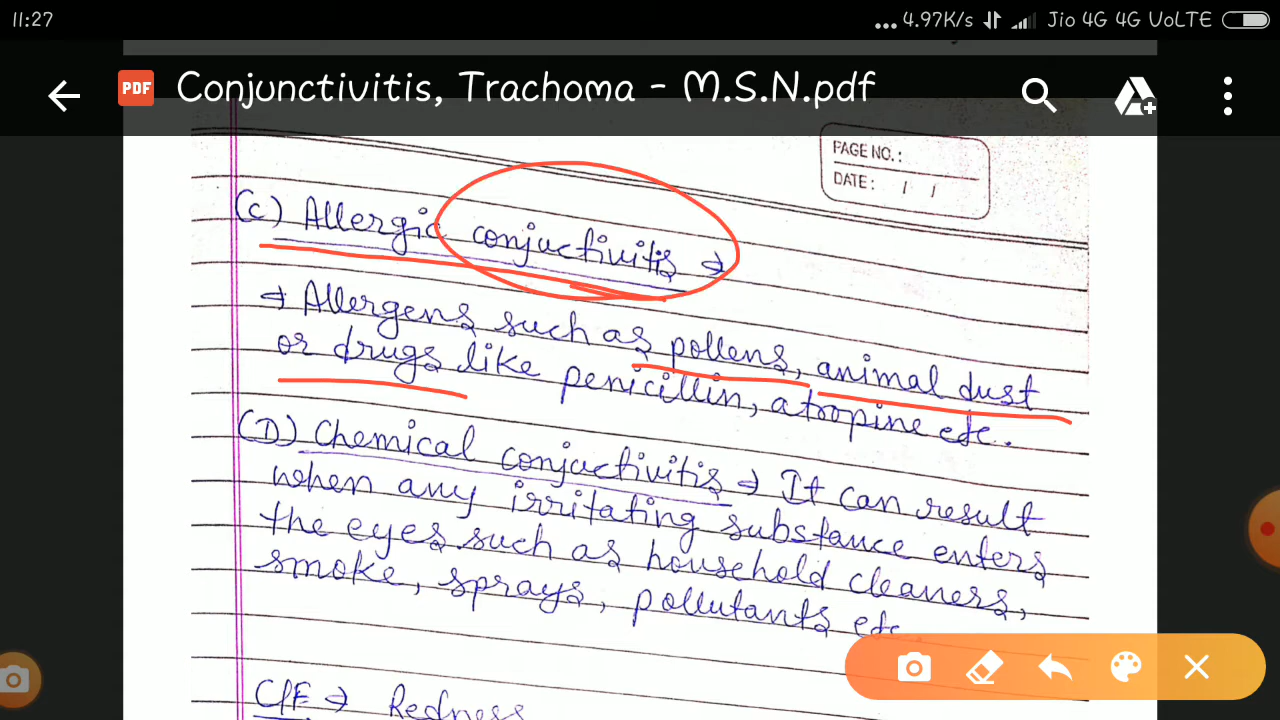 11:27 ... 4.97K/s Jio 4G 4G VoLTE
PDF Conjunctivitis, Trachoma - M.S.N.pdf
PAGE NO.:
DATE: / /
(C) Allergic conjuctivitis →
→ Allergens such as pollens, animal dust
or drugs like penicillin, atropine etc.
(D) Chemical conjuctivitis → It can result
when any irritating substance enters
the eyes such as household cleaners,
smoke, sprays, pollutants etc.
C/F → Redness